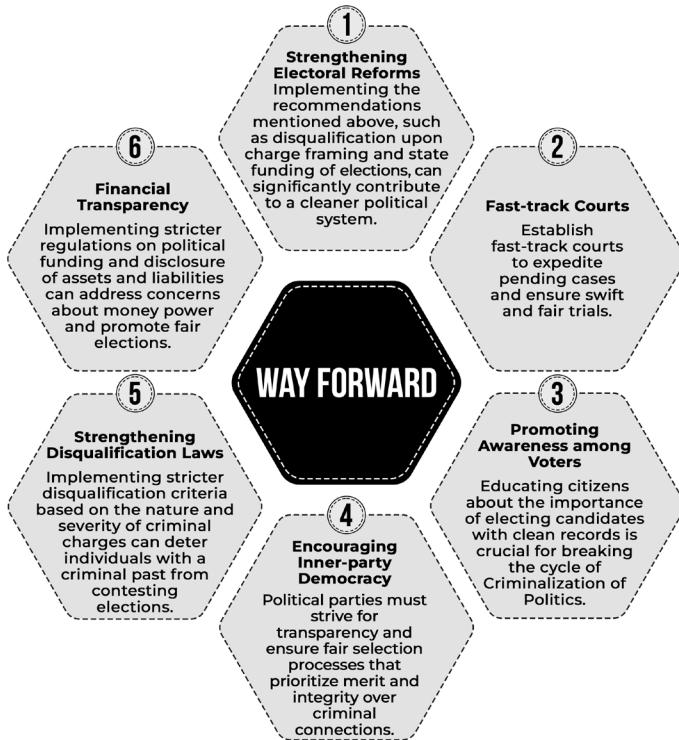 1
Strengthening
Electoral Reforms
Implementing the
recommendations
mentioned above, such
as disqualification upon
charge framing and state
funding of elections, can
significantly contribute
to a cleaner political
system.
2
Fast-track Courts
Establish
fast-track courts
to expedite
pending cases
and ensure swift
and fair trials.
3
Promoting
Awareness among
Voters
Educating citizens
about the importance
of electing candidates
with clean records is
crucial for breaking
the cycle of
Criminalization of
Politics.
4
Encouraging
Inner-party
Democracy
Political parties must
strive for
transparency and
ensure fair selection
processes that
prioritize merit and
integrity over
criminal
connections.
5
Strengthening
Disqualification Laws
Implementing stricter
disqualification criteria
based on the nature and
severity of criminal
charges can deter
individuals with a
criminal past from
contesting
elections.
6
Financial
Transparency
Implementing stricter
regulations on political
funding and disclosure
of assets and liabilities
can address concerns
about money power
and promote fair
elections.
WAY FORWARD